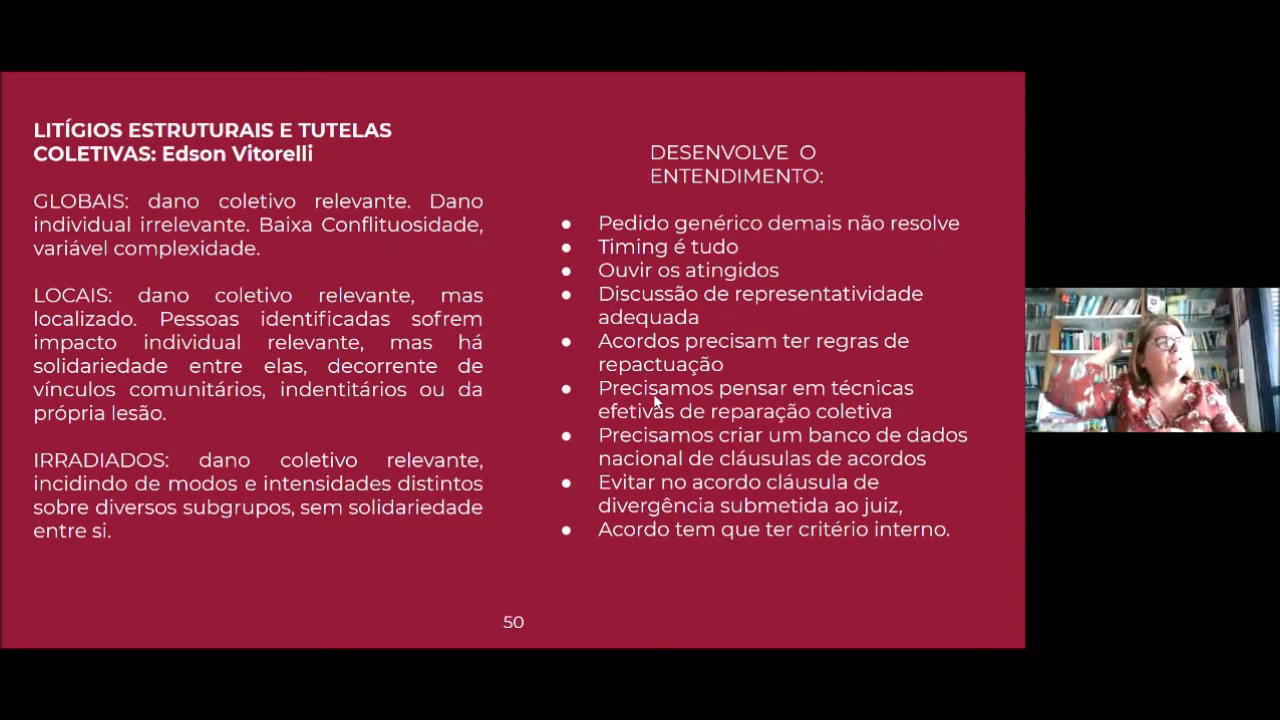 LITÍGIOS ESTRUTURAIS E TUTELAS
COLETIVAS: Edson Vitorelli
GLOBAIS: dano coletivo relevante. Dano
individual irrelevante. Baixa Conflituosidade,
variável complexidade.
LOCAIS: dano coletivo relevante, mas
localizado. Pessoas identificadas sofrem
impacto individual relevante, mas há
solidariedade entre elas, decorrente de
vínculos comunitários, indentitários ou da
própria lesão.
IRRADIADOS: dano coletivo relevante,
incidindo de modos e intensidades distintos
sobre diversos subgrupos, sem solidariedade
entre si.
DESENVOLVE O
ENTENDIMENTO:
● Pedido genérico demais não resolve
● Timing é tudo
● Ouvir os atingidos
● Discussão de representatividade
adequada
● Acordos precisam ter regras de
repactuação
● Precisamos pensar em técnicas
efetivas de reparação coletiva
● Precisamos criar um banco de dados
nacional de cláusulas de acordos
● Evitar no acordo cláusula de
divergência submetida ao juiz,
● Acordo tem que ter critério interno.
50